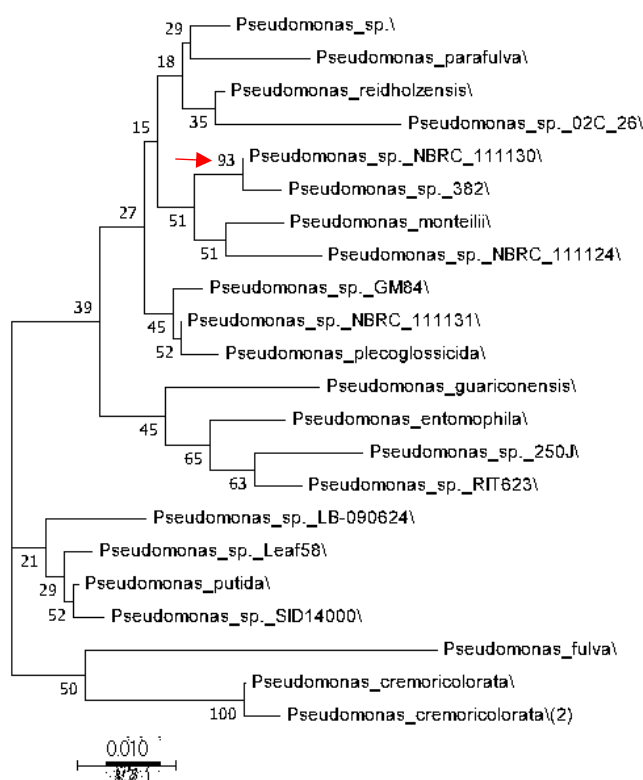 29
Pseudomonas_sp.\
Pseudomonas_parafulva\
18
Pseudomonas_reidholzensis\
35
Pseudomonas_sp._02C_26\
15
93
Pseudomonas_sp._NBRC_111130\
Pseudomonas_sp._382\
51
Pseudomonas_monteilii\
51
Pseudomonas_sp._NBRC_111124\
27
Pseudomonas_sp._GM84\
45
Pseudomonas_sp._NBRC_111131\
52
Pseudomonas_plecoglossicida\
39
Pseudomonas_guariconensis\
45
Pseudomonas_entomophila\
65
Pseudomonas_sp._250J\
63
Pseudomonas_sp._RIT623\
Pseudomonas_sp._LB-090624\
21
Pseudomonas_sp._Leaf58\
29
Pseudomonas_putida\
52
Pseudomonas_sp._SID14000\
Pseudomonas_fulva\
50
Pseudomonas_cremoricolorata\
100
Pseudomonas_cremoricolorata\(2)
0.010